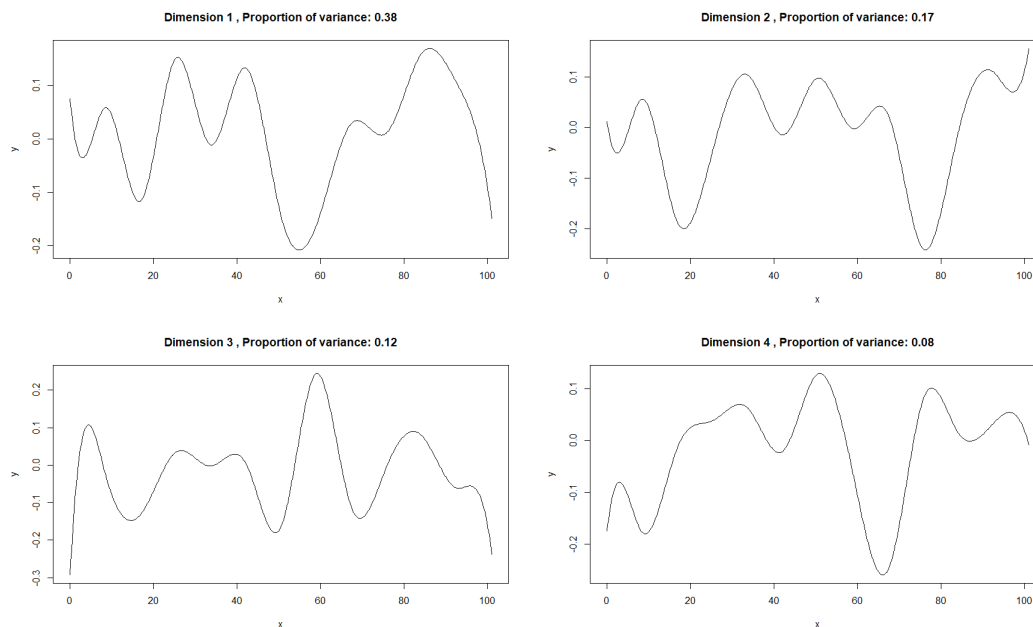 Dimension 1 , Proportion of variance: 0.38
0.1
0.0
-0.1
-0.2
y
0 20 40 60 80 100
x
Dimension 2 , Proportion of variance: 0.17
0.1
0.0
-0.1
-0.2
y
0 20 40 60 80 100
x
Dimension 3 , Proportion of variance: 0.12
0.2
0.1
0.0
-0.1
-0.2
-0.3
y
0 20 40 60 80 100
x
Dimension 4 , Proportion of variance: 0.08
0.1
0.0
-0.1
-0.2
y
0 20 40 60 80 100
x